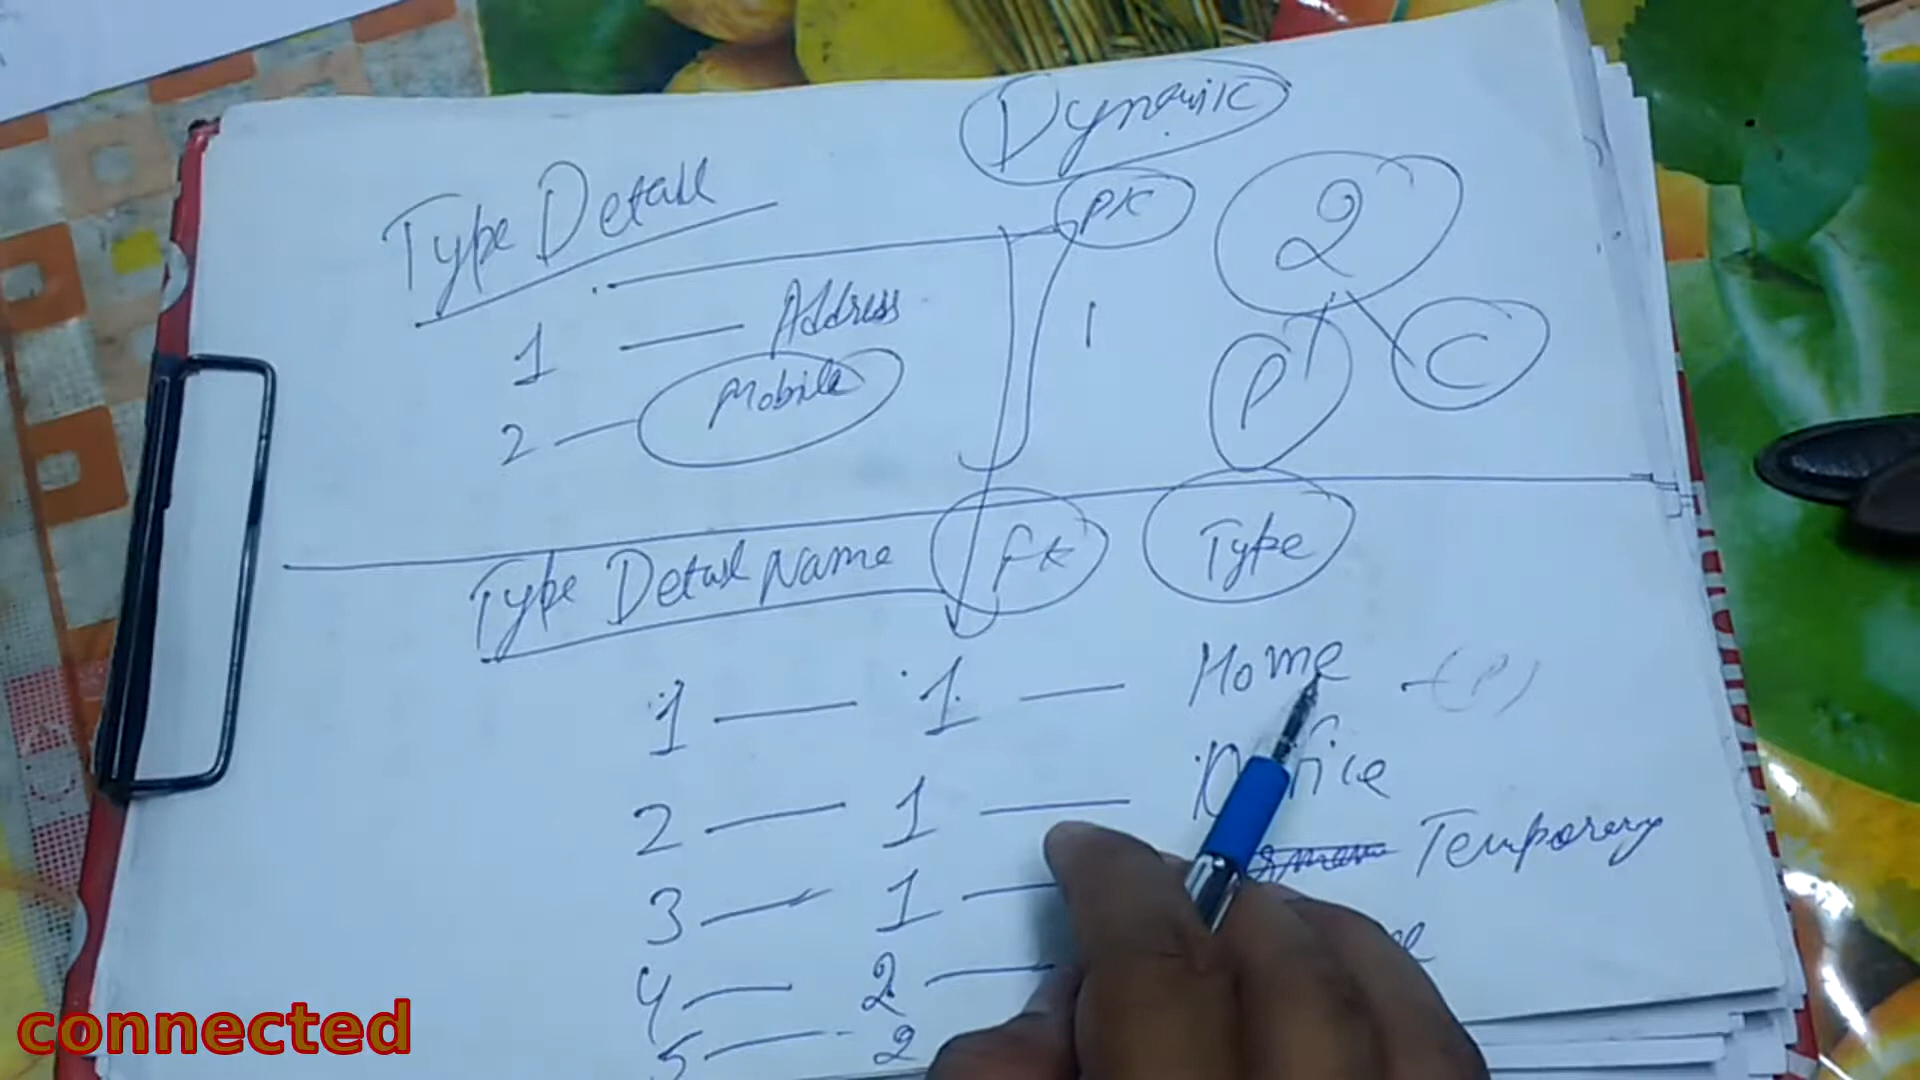 Dynamic
Type Detail
PK
2
1 — Address
1
P
C
2 — Mobile
Type Detail Name
fk
Type
1 — 1 — Home - (P)
2 — 1 — Office
3 — 1 — Temporery
4 — 2 —
5 — 2
connected